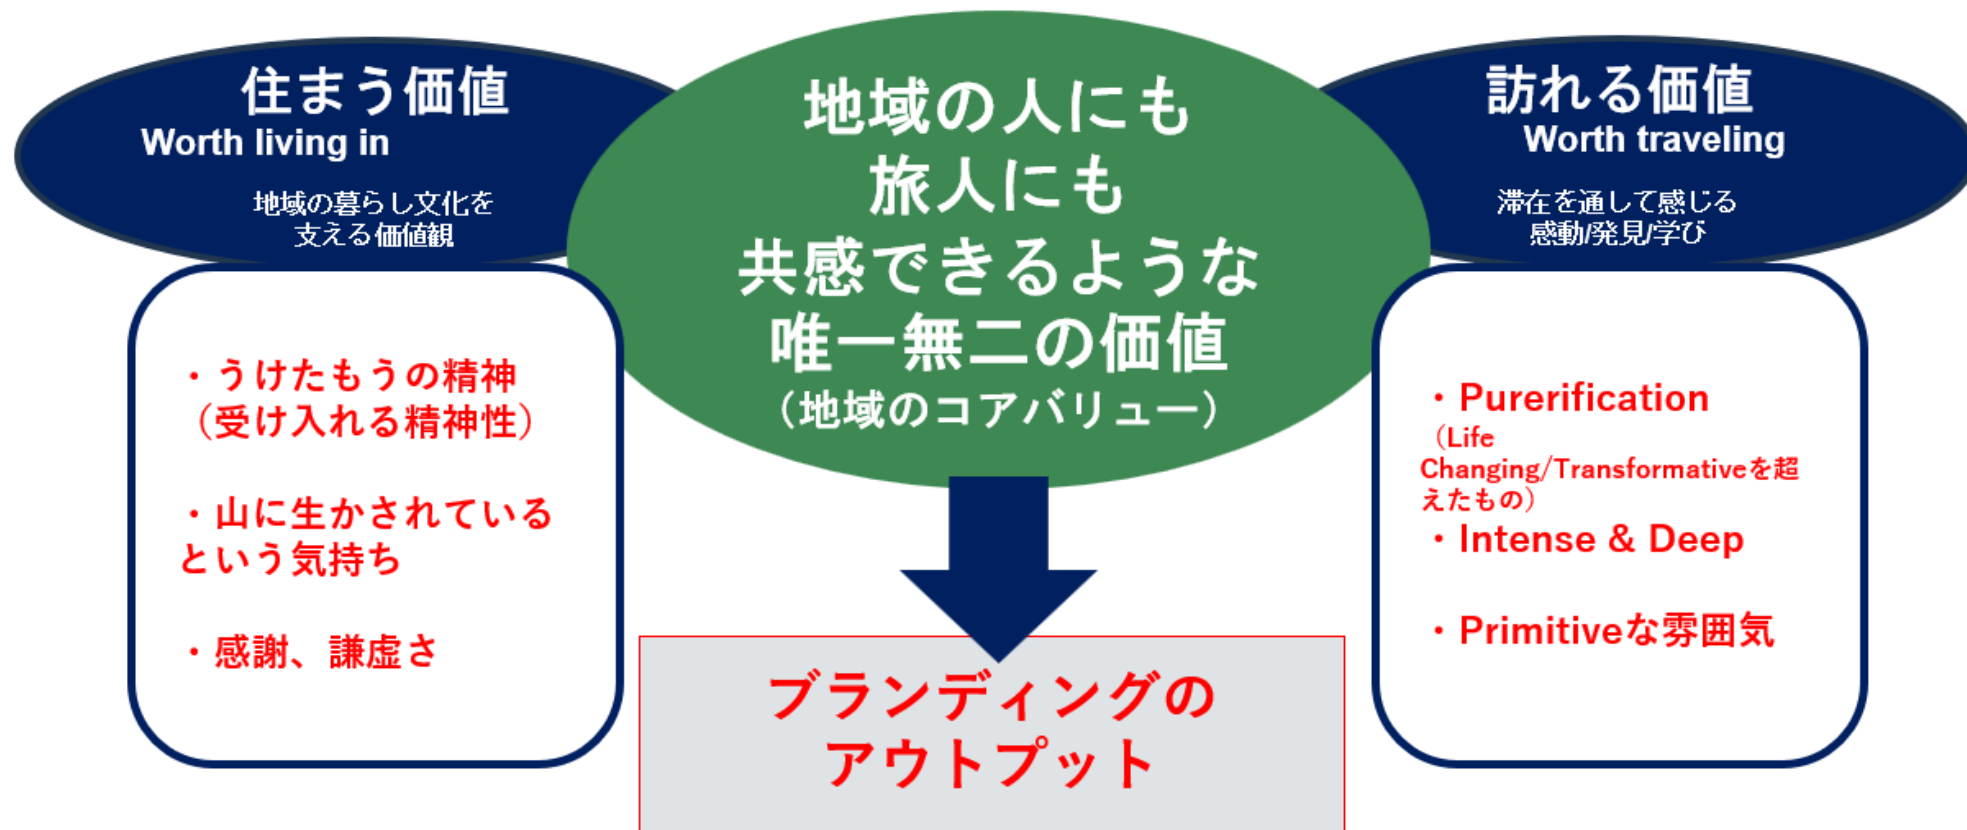 住まう価値
Worth living in
地域の暮らし文化を
支える価値観
・うけたもうの精神
（受け入れる精神性）
・山に生かされている
という気持ち
・感謝、謙虚さ
地域の人にも
旅人にも
共感できるような
唯一無二の価値
（地域のコアバリュー）
ブランディングの
アウトプット
訪れる価値
Worth traveling
滞在を通して感じる
感動/発見/学び
・Purerification
（Life
Changing/Transformativeを超
えたもの）
・Intense & Deep
・Primitiveな雰囲気